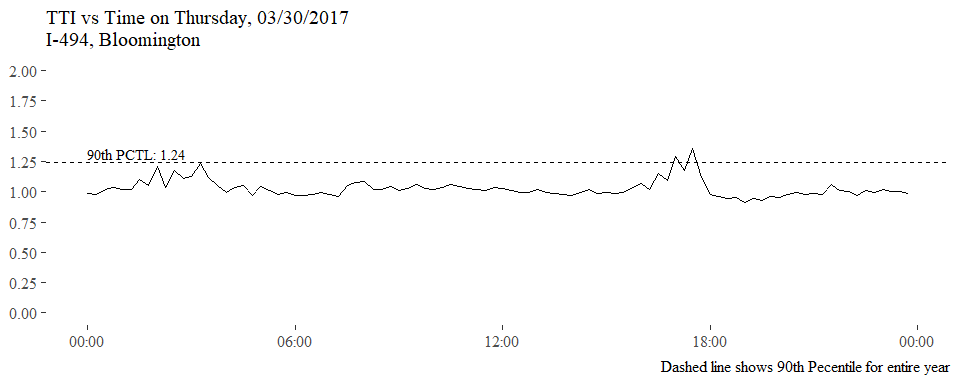 TTI vs Time on Thursday, 03/30/2017
I-494, Bloomington
2.00
1.75
1.50
90th PCTL: 1.24
1.25
1.00
0.75
0.50
0.25
0.00
00:00 06:00 12:00 18:00 00:00
Dashed line shows 90th Pecentile for entire year